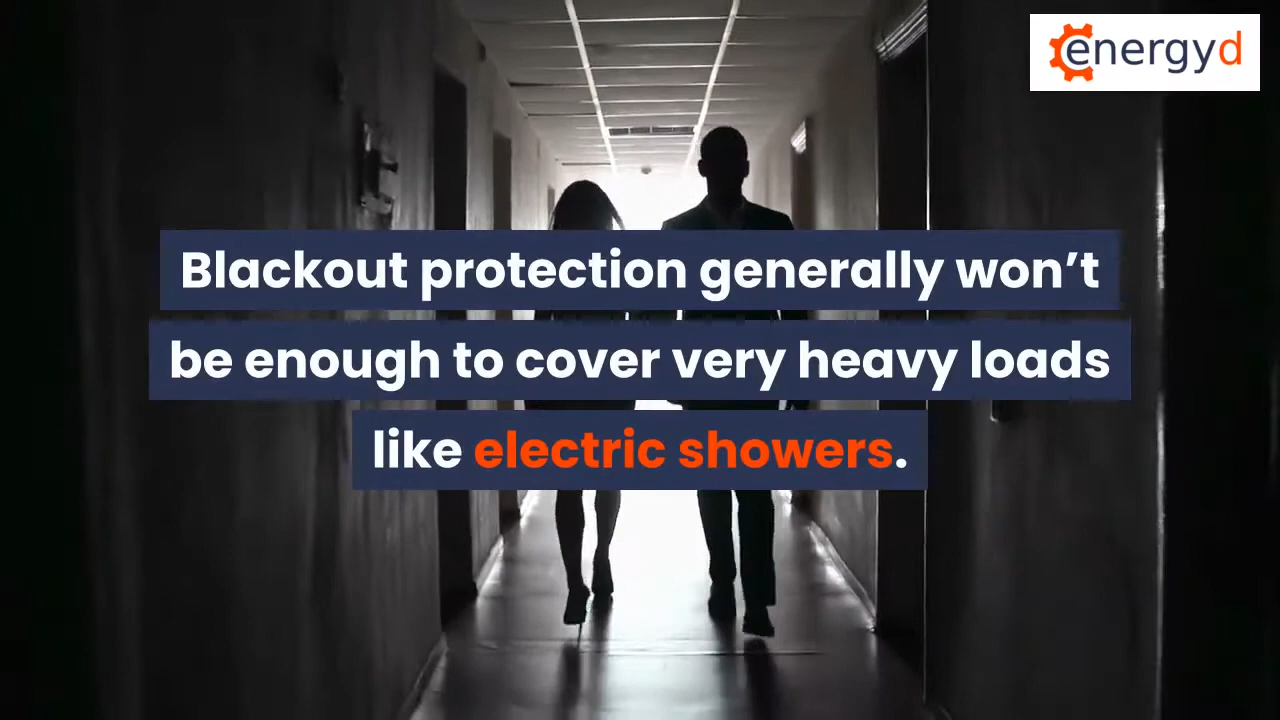 energyd
Blackout protection generally won’t
be enough to cover very heavy loads
like electric showers.